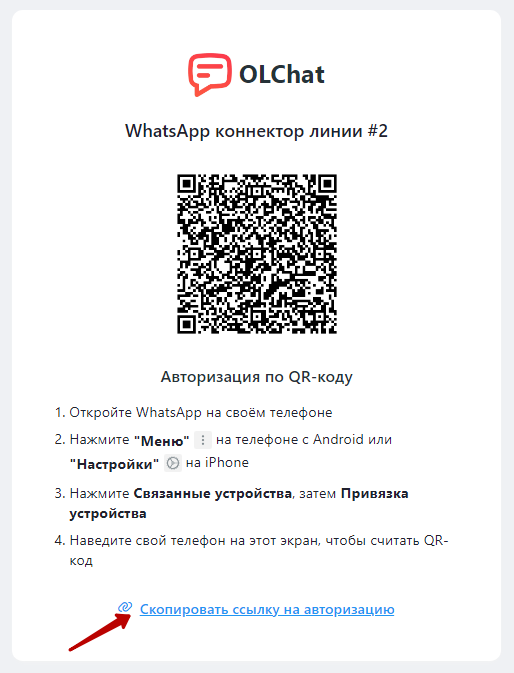 OLChat
WhatsApp коннектор линии #2
Авторизация по QR-коду
1. Откройте WhatsApp на своём телефоне
2. Нажмите "Меню" на телефоне с Android или
"Настройки" на iPhone
3. Нажмите Связанные устройства, затем Привязка
устройства
4. Наведите свой телефон на этот экран, чтобы считать QR-
код
Скопировать ссылку на авторизацию